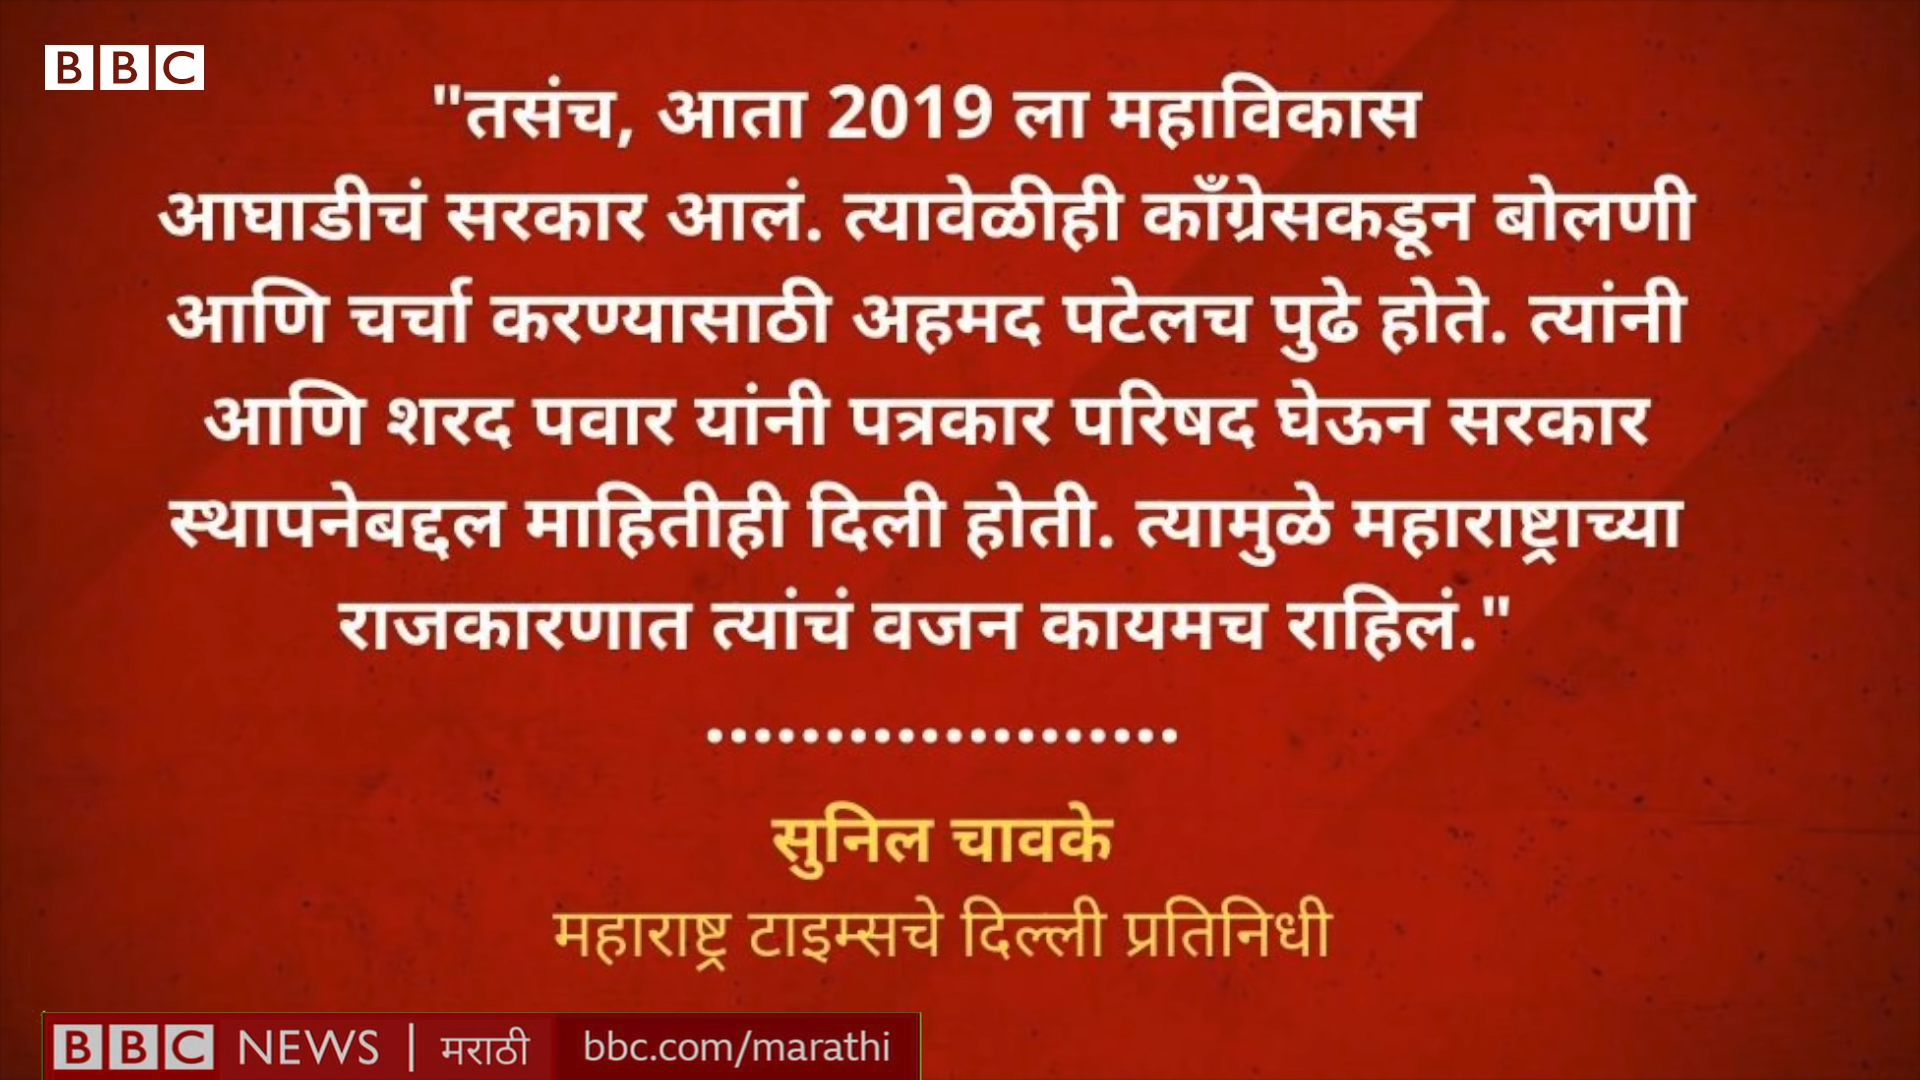 BBC
"तसंच, आता 2019 ला महाविकास
आघाडीचं सरकार आलं. त्यावेळीही काँग्रेसकडून बोलणी
आणि चर्चा करण्यासाठी अहमद पटेलच पुढे होते. त्यांनी
आणि शरद पवार यांनी पत्रकार परिषद घेऊन सरकार
स्थापनेबद्दल माहितीही दिली होती. त्यामुळे महाराष्ट्राच्या
राजकारणात त्यांचं वजन कायमच राहिलं."
....................
सुनिल चावके
महाराष्ट्र टाइम्सचे दिल्ली प्रतिनिधी
BBC NEWS | मराठी bbc.com/marathi